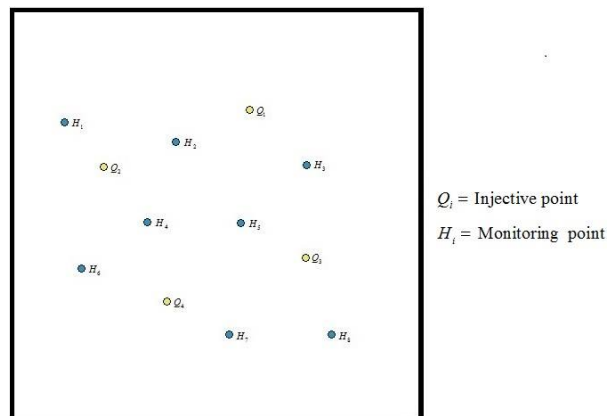 Q₁
H₁
H₂
Q₂
H₃
H₄
H₅
Q₃
H₆
Q₄
H₇
H₈
Qᵢ = Injective point
Hᵢ = Monitoring point